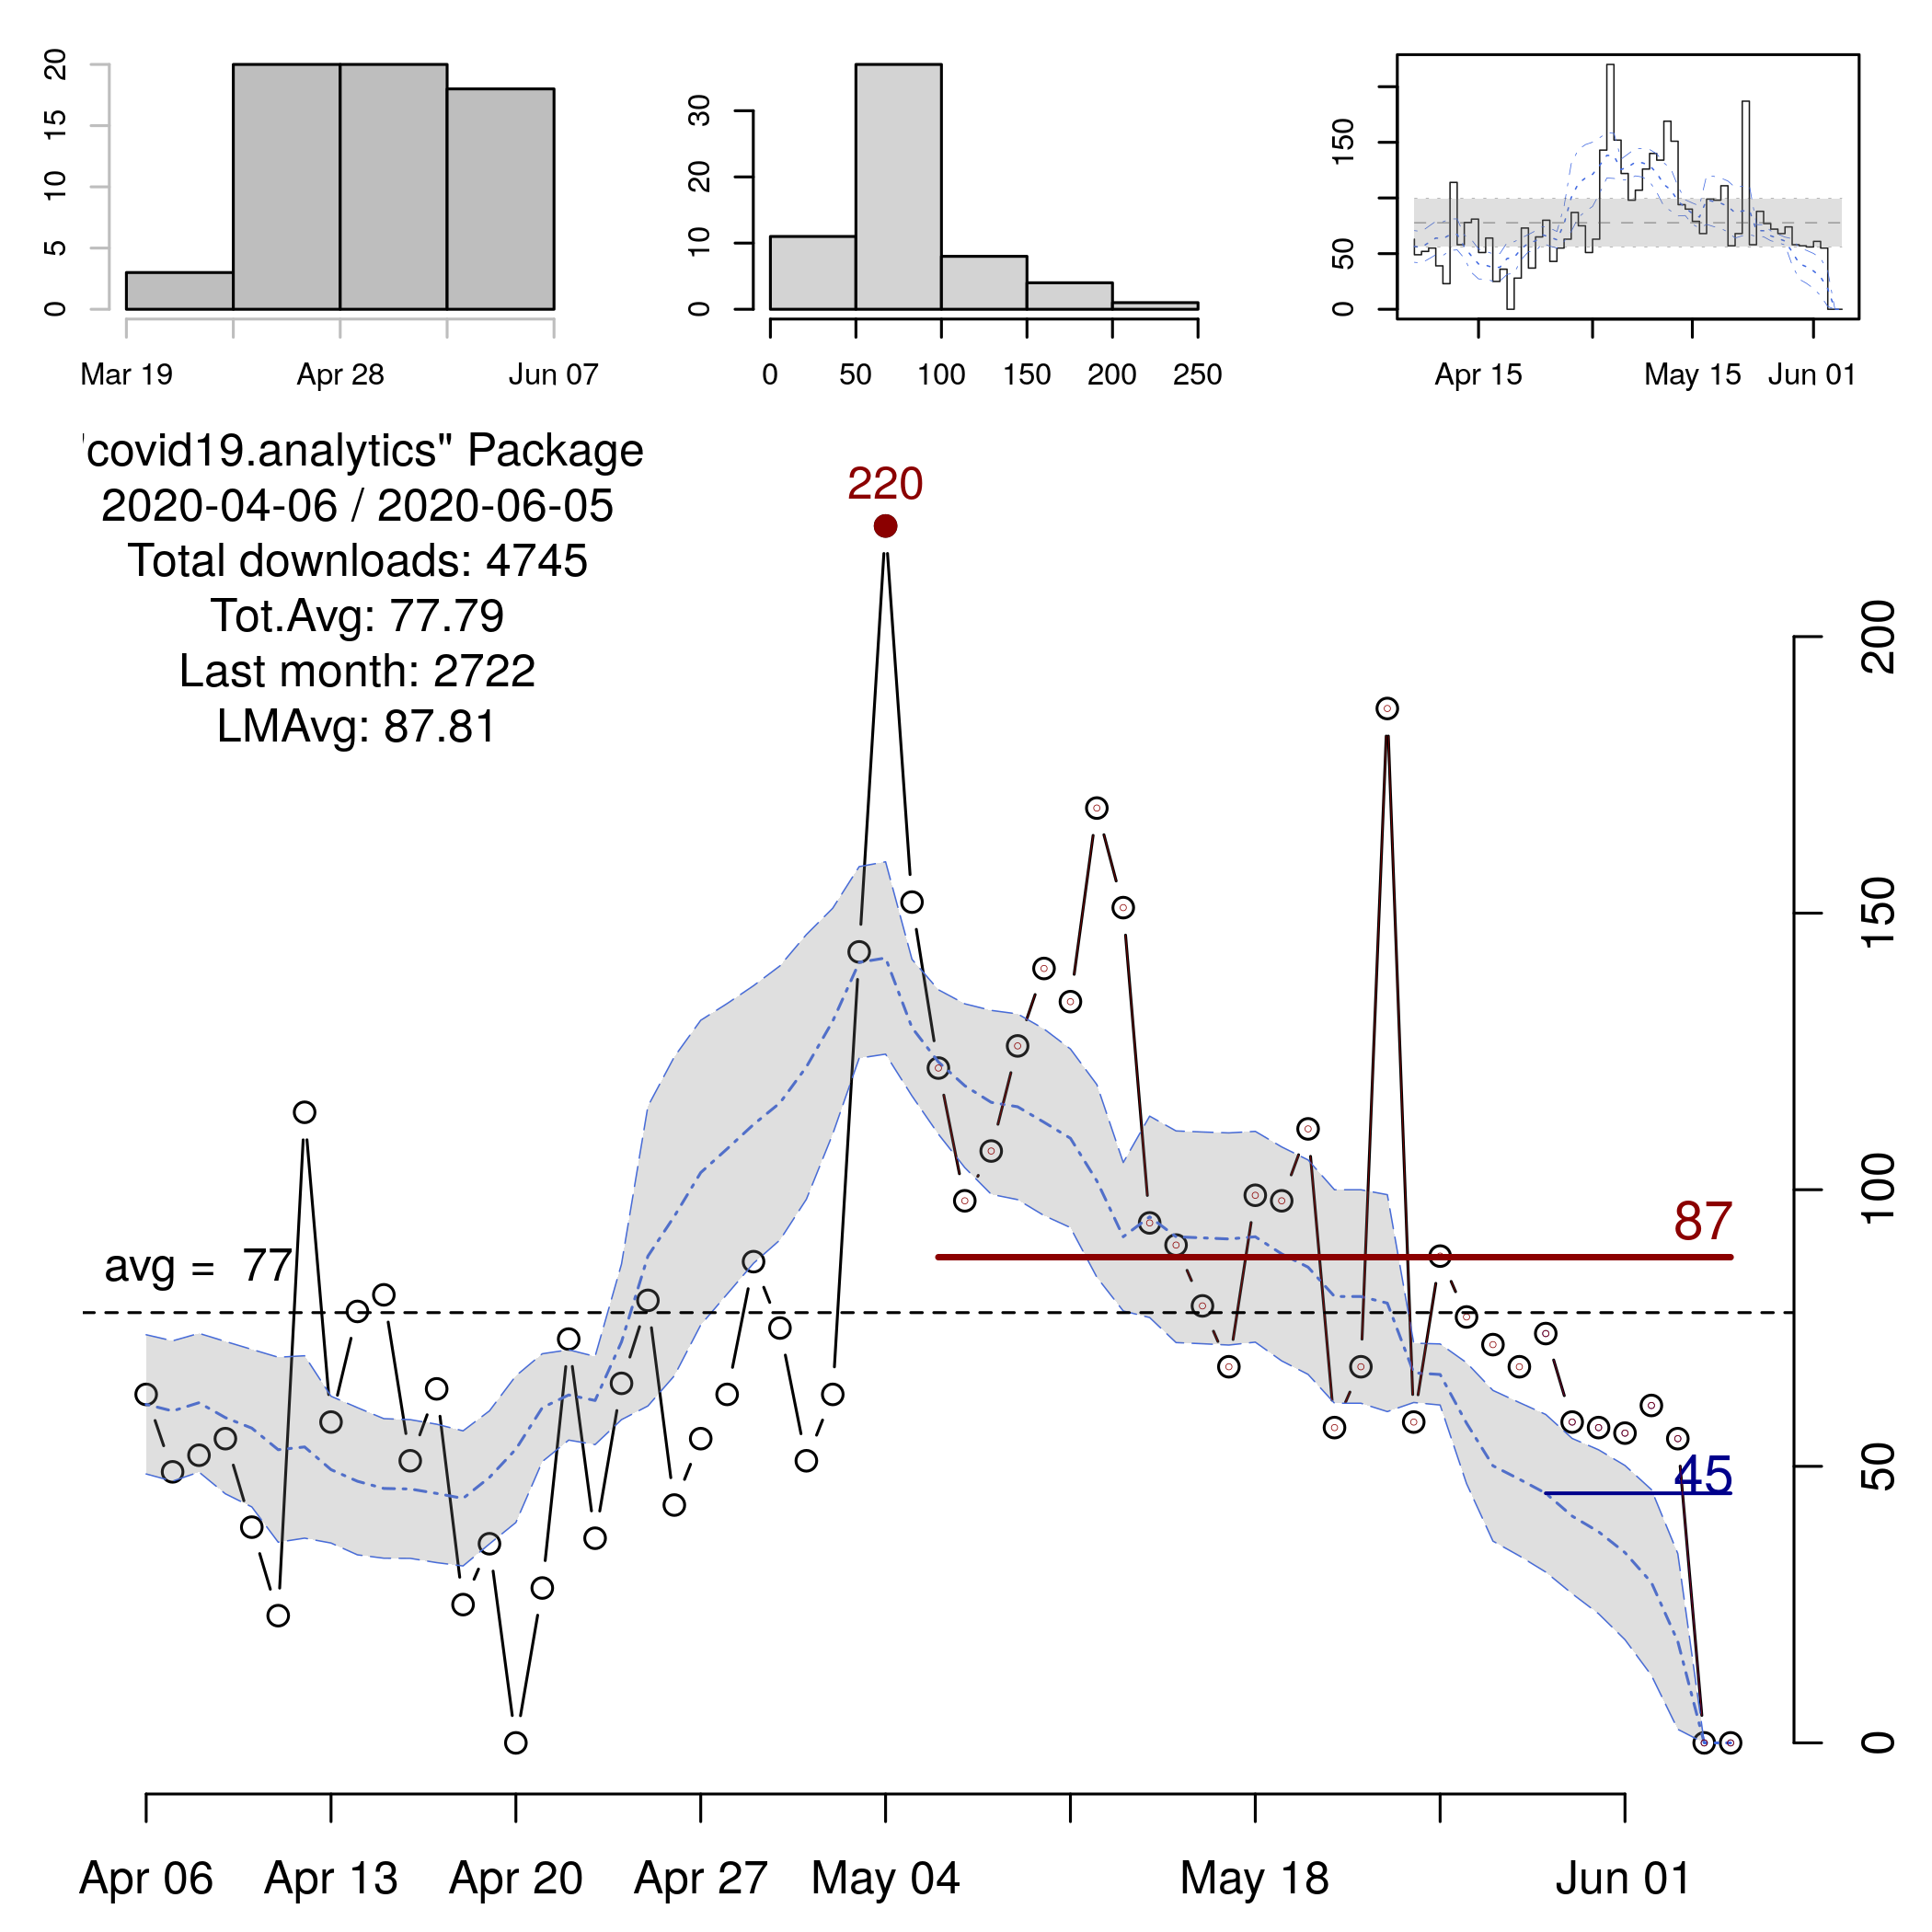 20
15
10
5
0
Mar 19 Apr 28 Jun 07
30
20
10
0
0 50 100 150 200 250
150
50
0
Apr 15 May 15 Jun 01
'covid19.analytics" Package
2020-04-06 / 2020-06-05
Total downloads: 4745
Tot.Avg: 77.79
Last month: 2722
LMAvg: 87.81
220
200
150
100
50
0
87
avg = 77
45
Apr 06 Apr 13 Apr 20 Apr 27 May 04 May 18 Jun 01